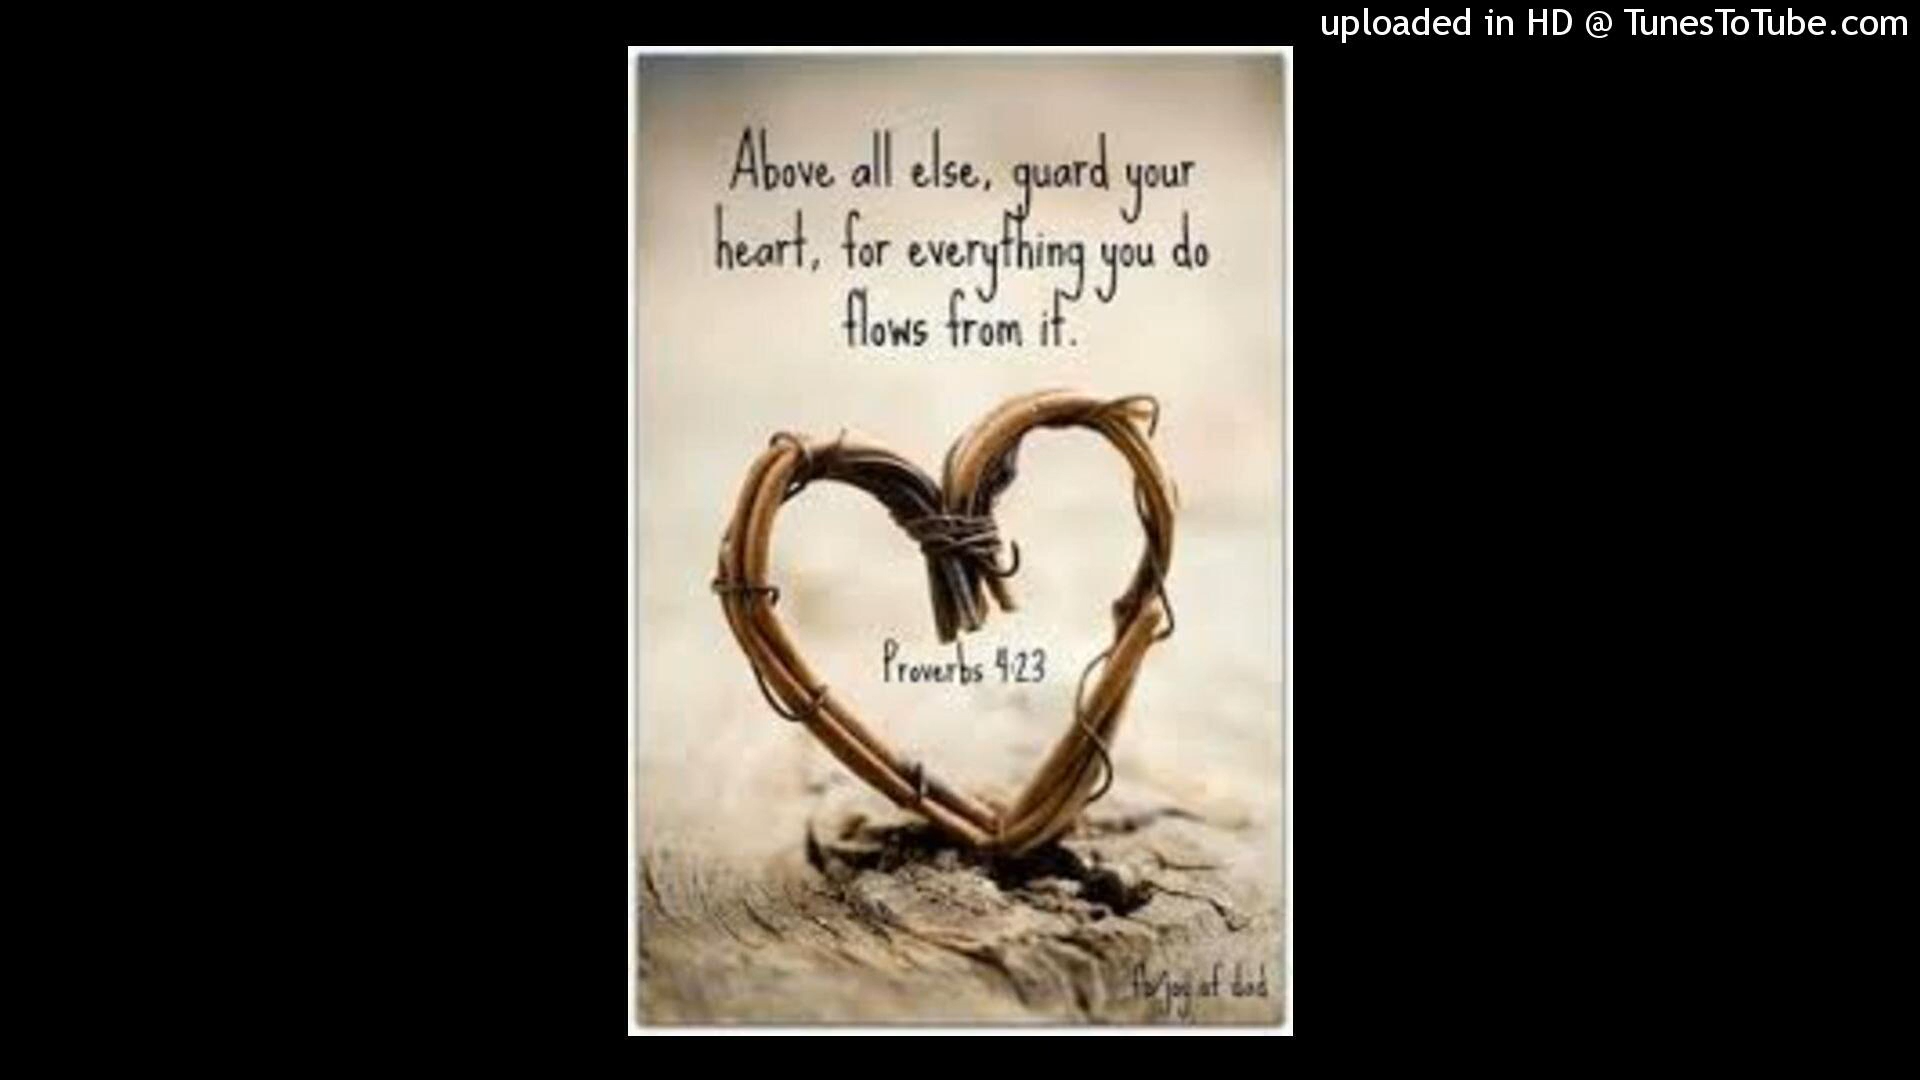 uploaded in HD @ TunesToTube.com
Above all else, guard your
heart, for everything you do
flows from it.
Proverbs 4:23